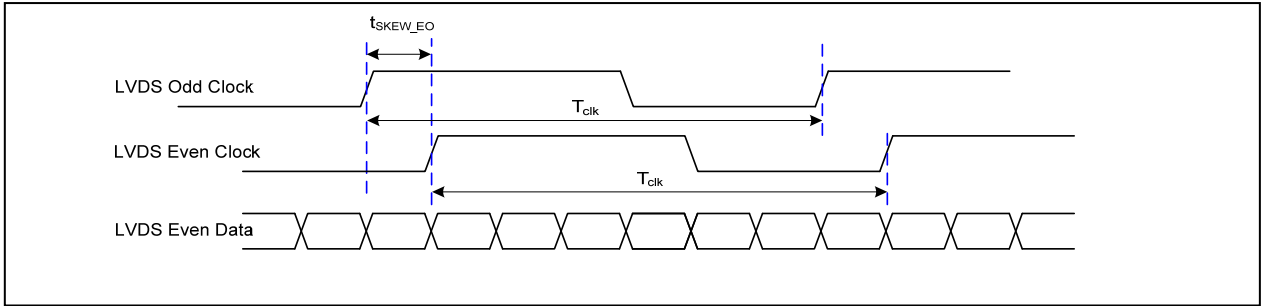 tSKEW_EO
LVDS Odd Clock
Tclk
LVDS Even Clock
Tclk
LVDS Even Data